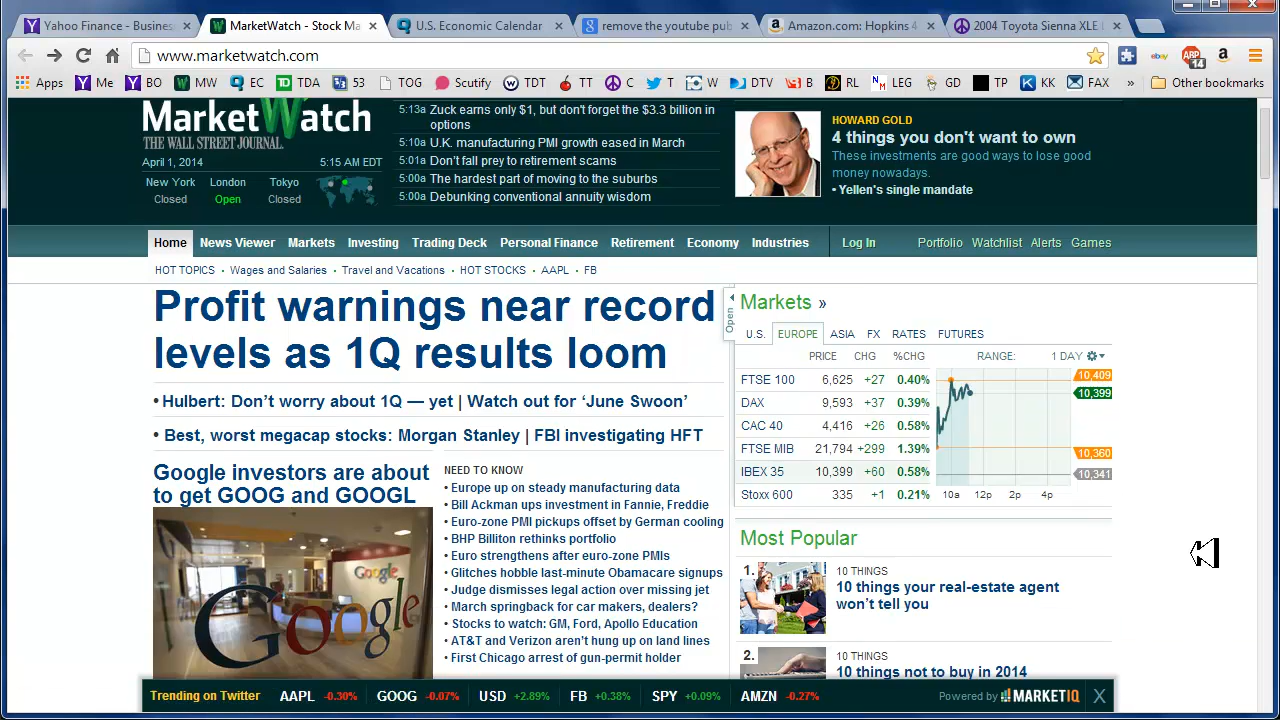 Yahoo Finance - Busines
MarketWatch - Stock Ma
U.S. Economic Calendar
remove the youtube pub
Amazon.com: Hopkins
2004 Toyota Sienna XLE
www.marketwatch.com
ABP
14
ebay
Apps
Me
BO
MW
EC
TDA
53
TOG
Scutify
TDT
TT
C
T
W
DTV
B
RL
LEG
GD
TP
KK
FAX
»
Other bookmarks
MarketWatch
THE WALL STREET JOURNAL.
April 1, 2014 5:15 AM EDT
New York London Tokyo
Closed Open Closed
5:13a Zuck earns only $1, but don't forget the $3.3 billion in
options
5:10a U.K. manufacturing PMI growth eased in March
5:01a Don't fall prey to retirement scams
5:00a The hardest part of moving to the suburbs
5:00a Debunking conventional annuity wisdom
HOWARD GOLD
4 things you don't want to own
These investments are good ways to lose good
money nowadays.
• Yellen's single mandate
Home News Viewer Markets Investing Trading Deck Personal Finance Retirement Economy Industries Log In Portfolio Watchlist Alerts Games
HOT TOPICS • Wages and Salaries • Travel and Vacations • HOT STOCKS • AAPL • FB
Profit warnings near record
levels as 1Q results loom
• Hulbert: Don't worry about 1Q — yet | Watch out for ‘June Swoon’
• Best, worst megacap stocks: Morgan Stanley | FBI investigating HFT
Google investors are about
to get GOOG and GOOGL
Google
Google
NEED TO KNOW
• Europe up on steady manufacturing data
• Bill Ackman ups investment in Fannie, Freddie
• Euro-zone PMI pickups offset by German cooling
• BHP Billiton rethinks portfolio
• Euro strengthens after euro-zone PMIs
• Glitches hobble last-minute Obamacare signups
• Judge dismisses legal action over missing jet
• March springback for car makers, dealers?
• Stocks to watch: GM, Ford, Apollo Education
• AT&T and Verizon aren't hung up on land lines
• First Chicago arrest of gun-permit holder
Open
Markets »
U.S. EUROPE ASIA FX RATES FUTURES
PRICE CHG %CHG RANGE: 1 DAY
FTSE 100 6,625 +27 0.40%
DAX 9,593 +37 0.39%
CAC 40 4,416 +26 0.58%
FTSE MIB 21,794 +299 1.39%
IBEX 35 10,399 +60 0.58%
Stoxx 600 335 +1 0.21%
10,409
10,399
10,360
10,341
10a 12p 2p 4p
Most Popular
1.
10 THINGS
10 things your real-estate agent
won't tell you
2.
10 THINGS
10 things not to buy in 2014
Trending on Twitter AAPL -0.30% GOOG -0.07% USD +2.89% FB +0.38% SPY +0.09% AMZN -0.27% Powered by MARKETIQ X